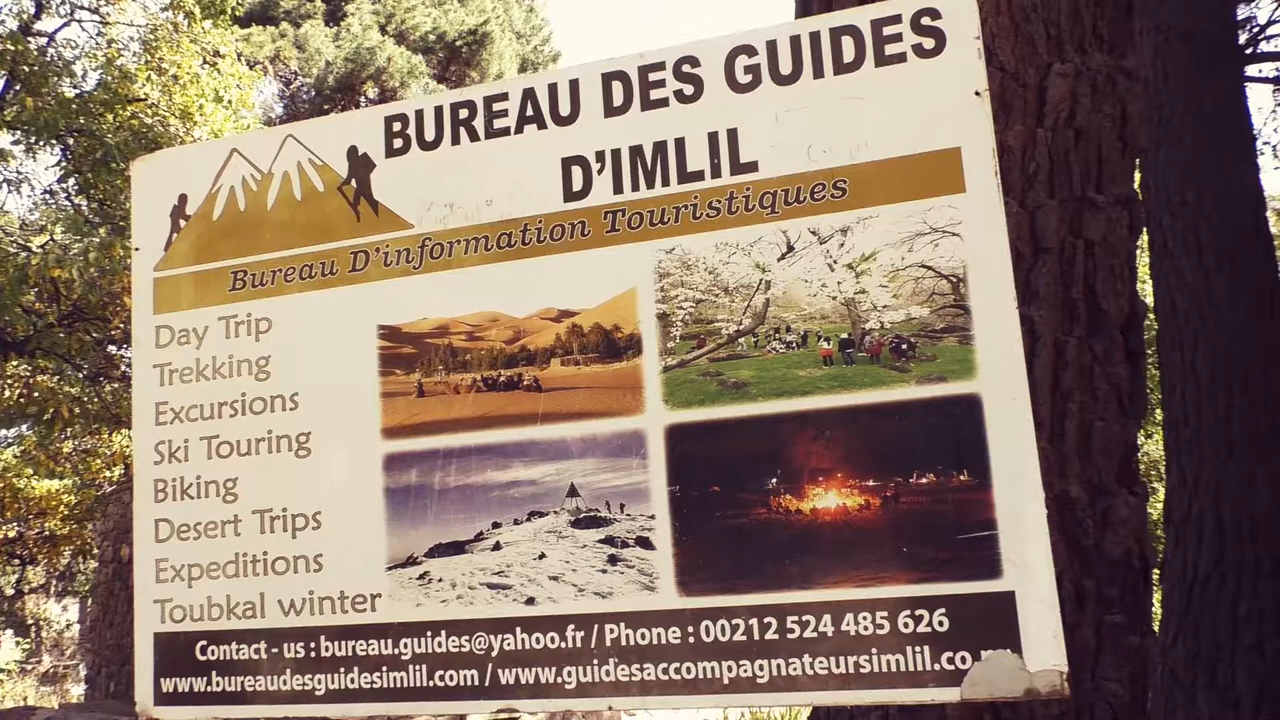 BUREAU DES GUIDES
D'IMLIL
Bureau D'information Touristiques
Day Trip
Trekking
Excursions
Ski Touring
Biking
Desert Trips
Expeditions
Toubkal winter
Contact - us : bureau.guides@yahoo.fr / Phone : 00212 524 485 626
www.bureaudesguidesimlil.com / www.guidesaccompagnateursimlil.co